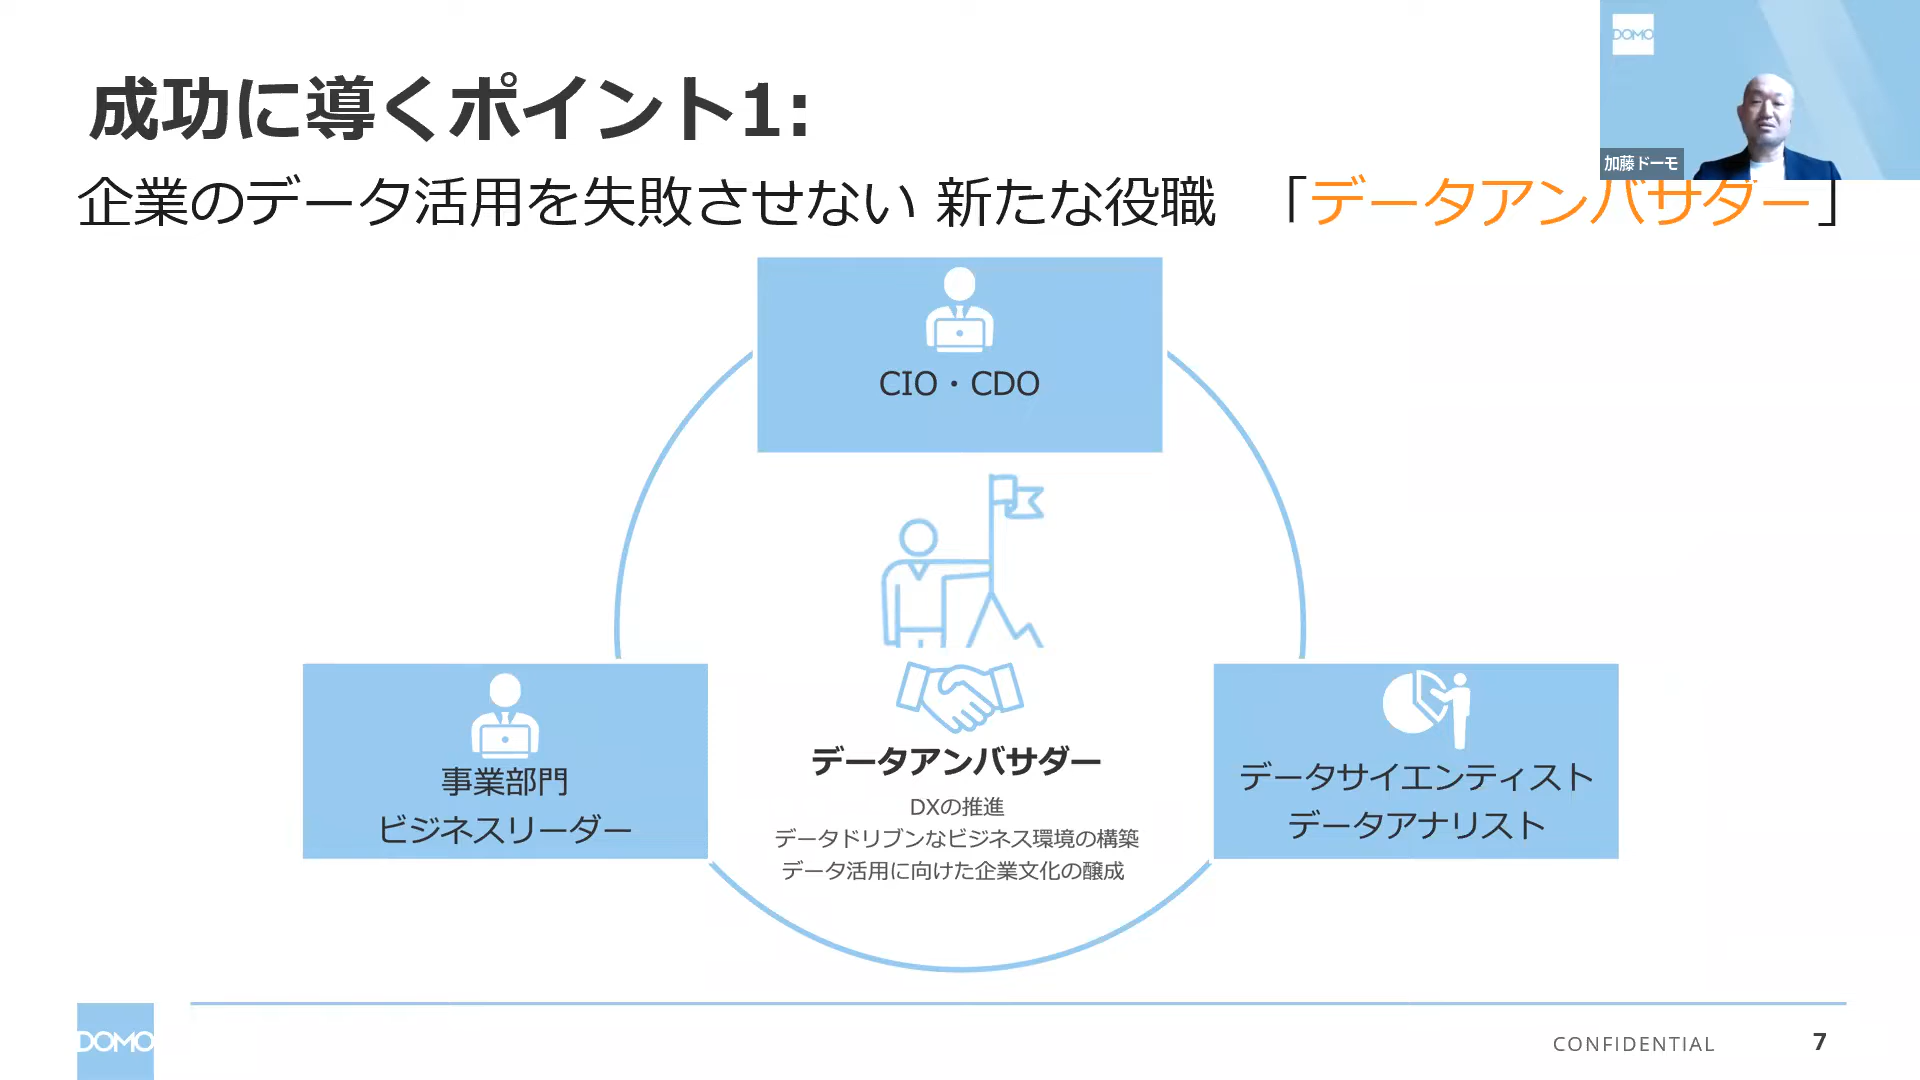 DOMO
成功に導くポイント1:
加藤 ドーモ
企業のデータ活用を失敗させない 新たな役職 「データアンバサダー」
CIO・CDO
事業部門
ビジネスリーダー
データアンバサダー
DXの推進
データドリブンなビジネス環境の構築
データ活用に向けた企業文化の醸成
データサイエンティスト
データアナリスト
DOMO
CONFIDENTIAL
7